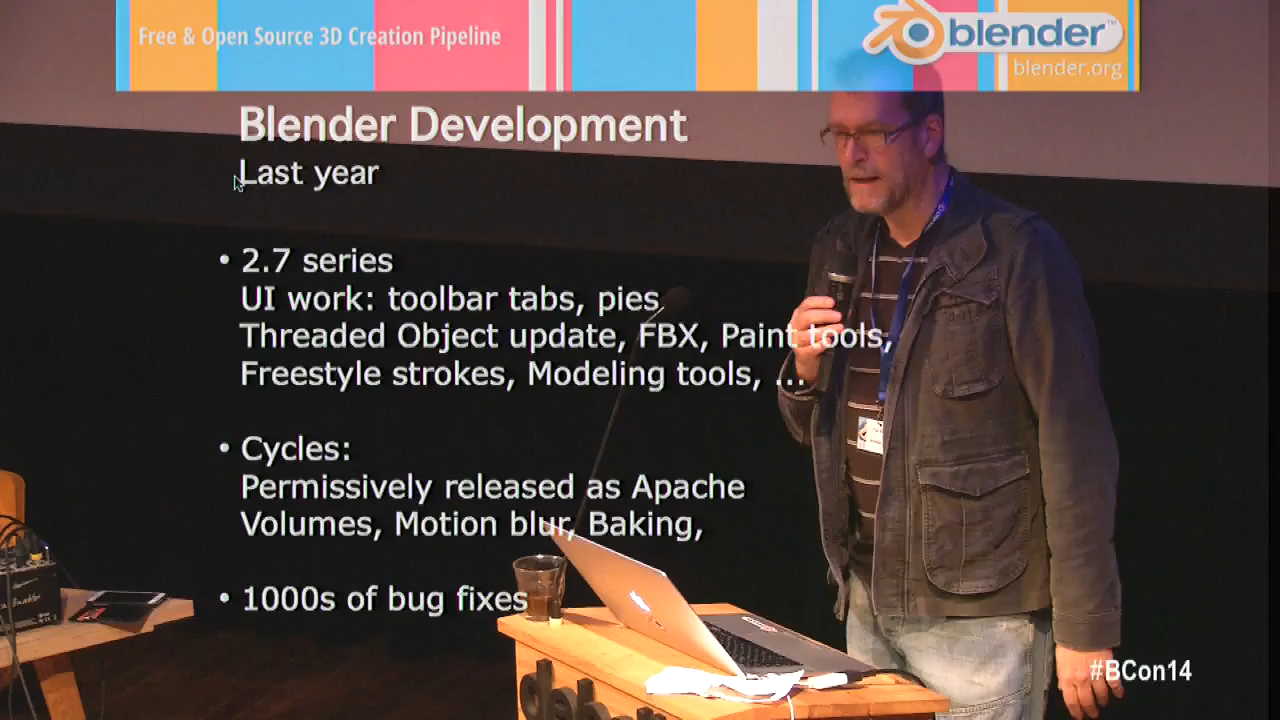 Free & Open Source 3D Creation Pipeline
blender™
blender.org
Blender Development
Last year
• 2.7 series
UI work: toolbar tabs, pies
Threaded Object update, FBX, Paint tools,
Freestyle strokes, Modeling tools, ...
• Cycles:
Permissively released as Apache
Volumes, Motion blur, Baking,
• 1000s of bug fixes
#BCon14